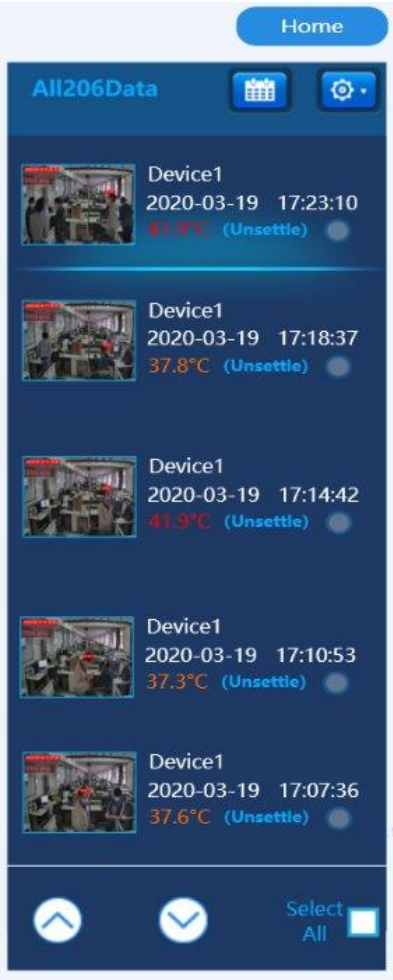 Home
All206Data
Device1
2020-03-19 17:23:10
(Unsettle)
Device1
2020-03-19 17:18:37
37.8°C (Unsettle)
Device1
2020-03-19 17:14:42
41.9°C (Unsettle)
Device1
2020-03-19 17:10:53
37.3°C (Unsettle)
Device1
2020-03-19 17:07:36
37.6°C (Unsettle)
Select
All